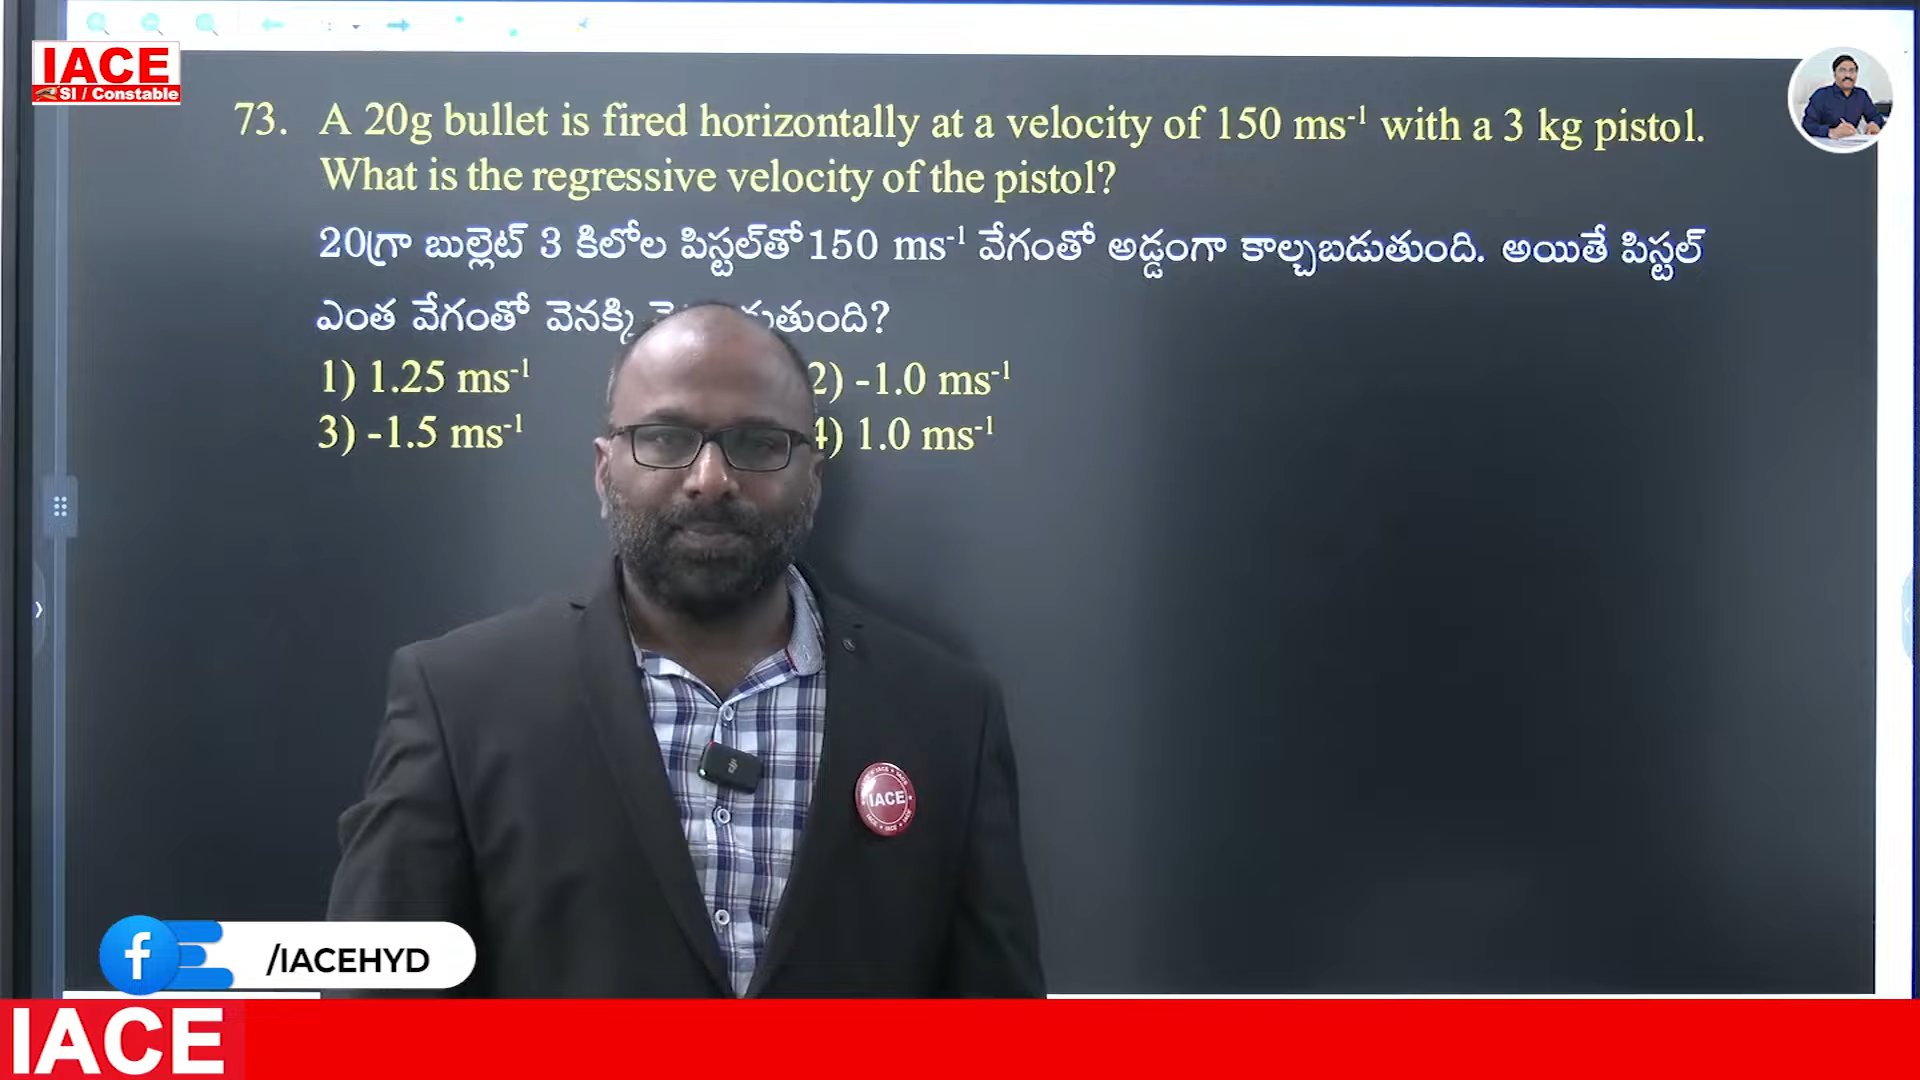 IACE
SI / Constable
73. A 20g bullet is fired horizontally at a velocity of 150 ms⁻¹ with a 3 kg pistol.
What is the regressive velocity of the pistol?
20గ్రా బుల్లెట్ 3 కిలోల పిస్టల్‌తో 150 ms⁻¹ వేగంతో అడ్డంగా కాల్చబడుతుంది. అయితే పిస్టల్
ఎంత వేగంతో వెనక్కి
1) 1.25 ms⁻¹ 2) -1.0 ms⁻¹
3) -1.5 ms⁻¹ 4) 1.0 ms⁻¹
IACE
/IACEHYD
IACE